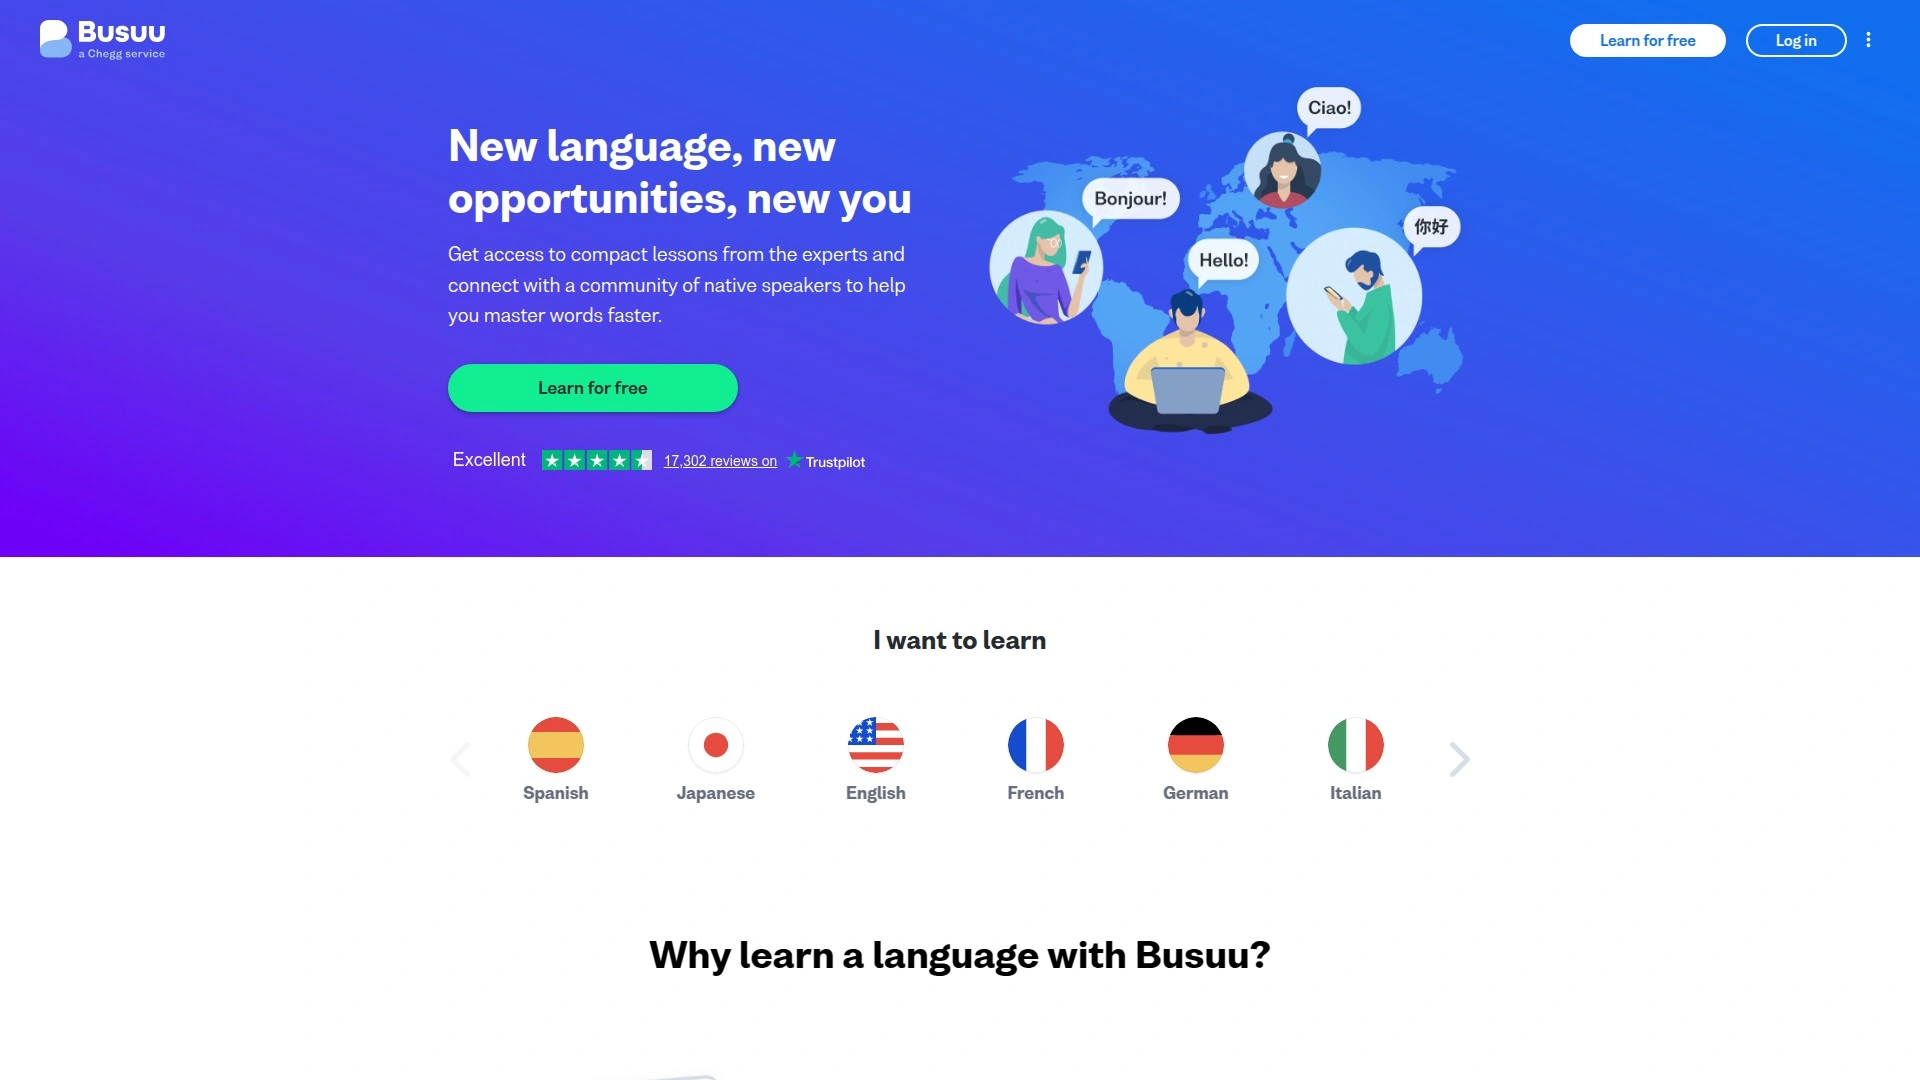 Busuu
a Chegg service
Learn for free
Log in
New language, new
opportunities, new you
Get access to compact lessons from the experts and
connect with a community of native speakers to help
you master words faster.
Learn for free
Excellent
17,302 reviews on
Trustpilot
Ciao!
Bonjour!
你好
Hello!
I want to learn
Spanish
Japanese
English
French
German
Italian
Why learn a language with Busuu?